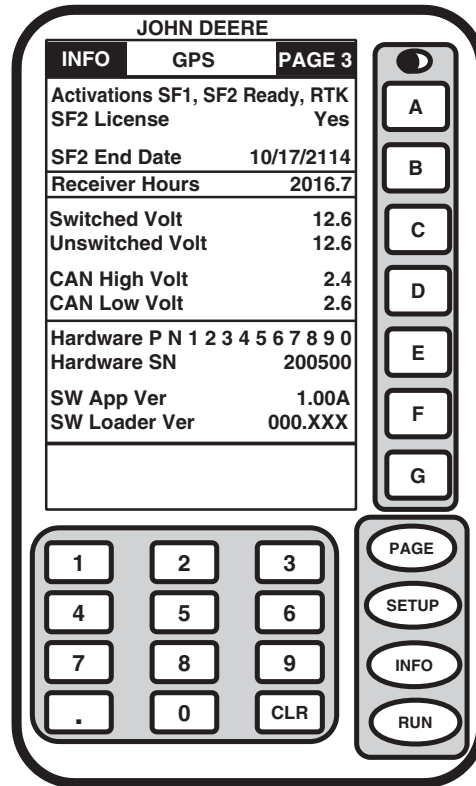 JOHN DEERE
INFO GPS PAGE 3
Activations SF1, SF2 Ready, RTK
SF2 License Yes
SF2 End Date 10/17/2114
Receiver Hours 2016.7
Switched Volt 12.6
Unswitched Volt 12.6
CAN High Volt 2.4
CAN Low Volt 2.6
Hardware P N 1 2 3 4 5 6 7 8 9 0
Hardware SN 200500
SW App Ver 1.00A
SW Loader Ver 000.XXX
A
B
C
D
E
F
G
1 2 3
4 5 6
7 8 9
. 0 CLR
PAGE
SETUP
INFO
RUN